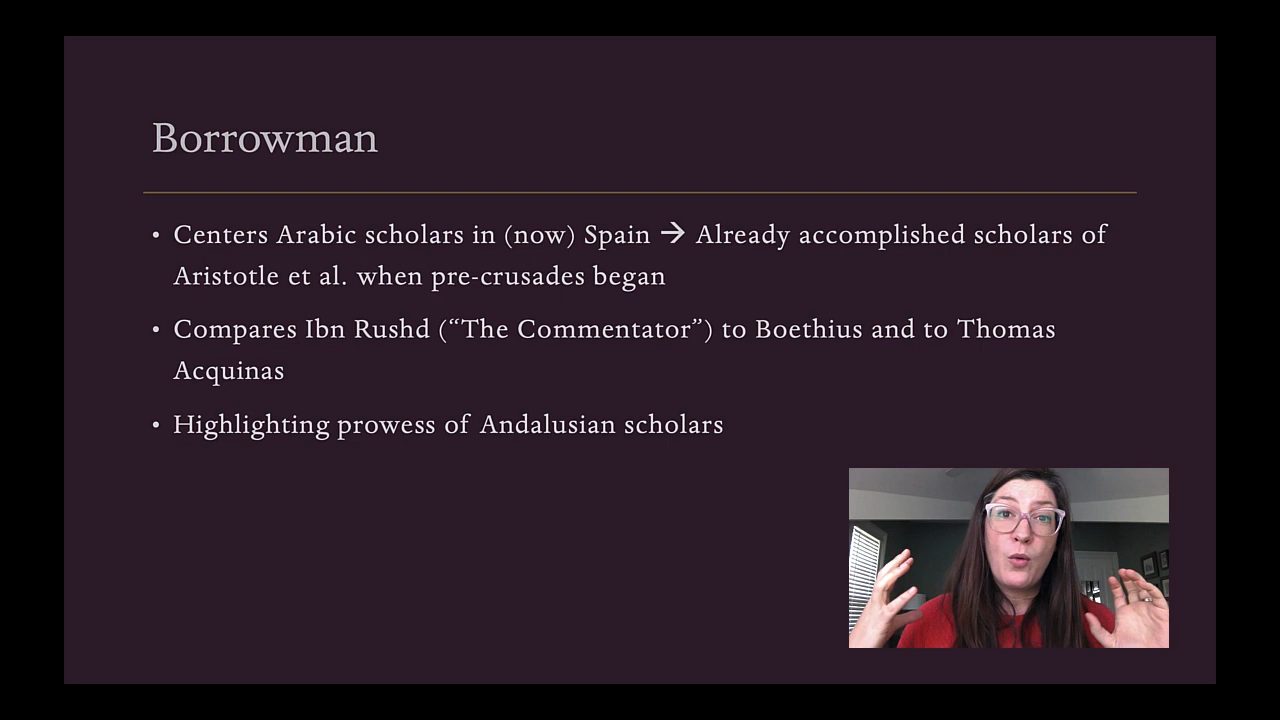 Borrowman
• Centers Arabic scholars in (now) Spain → Already accomplished scholars of
Aristotle et al. when pre-crusades began
• Compares Ibn Rushd (“The Commentator”) to Boethius and to Thomas
Acquinas
• Highlighting prowess of Andalusian scholars